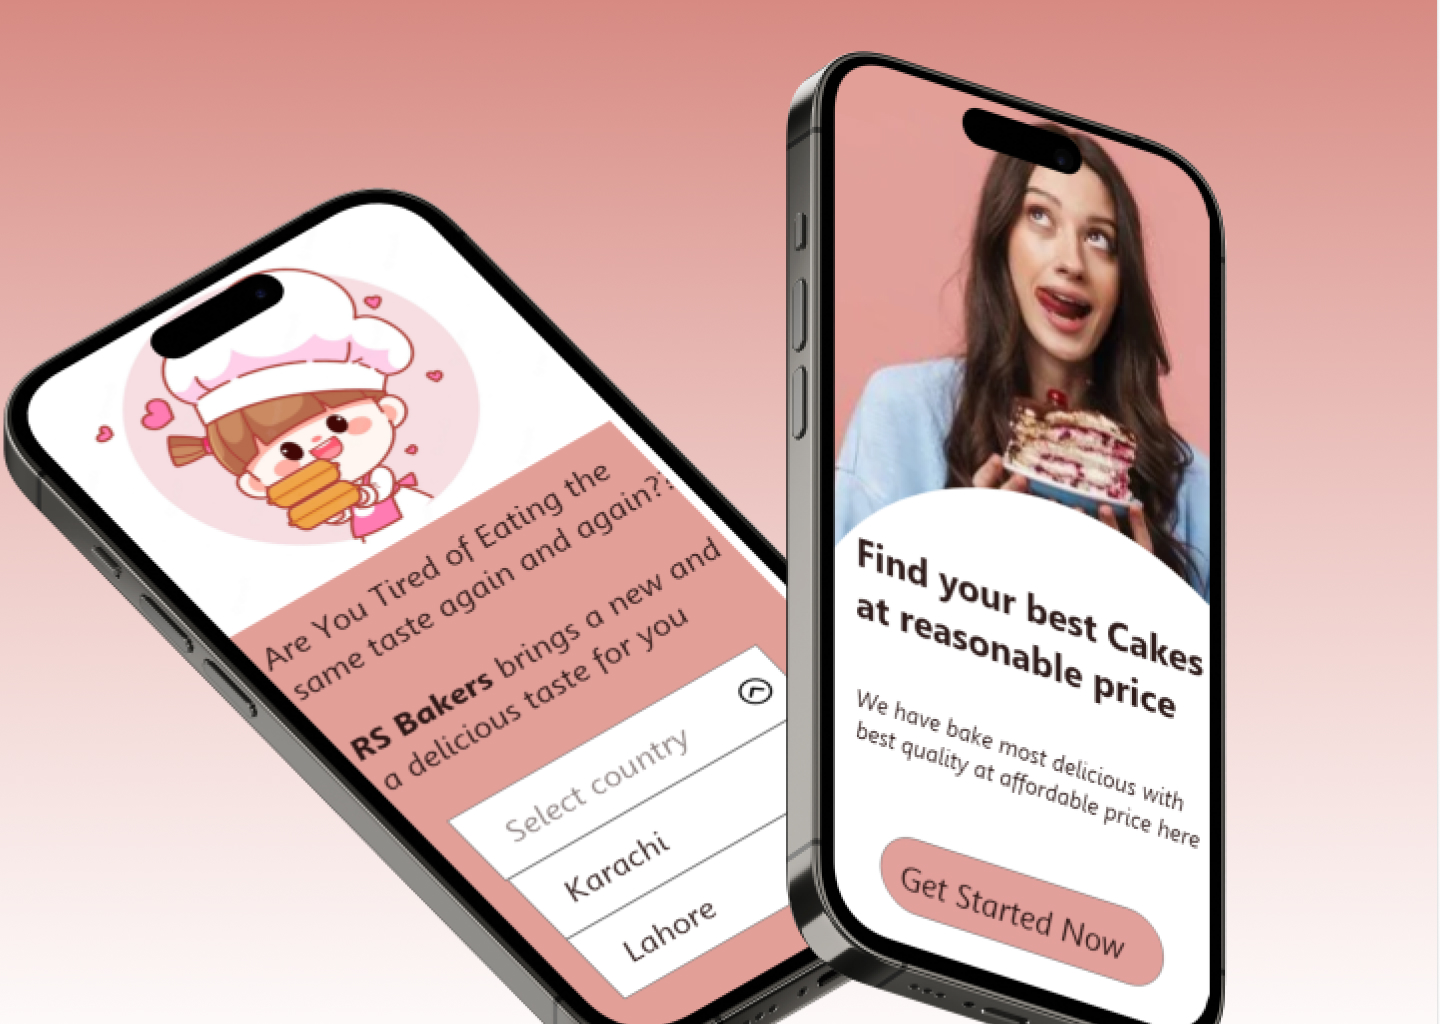 Are You Tired of Eating the
same taste again and again??
RS Bakers brings a new and
a delicious taste for you
Select country
Karachi
Lahore
Find your best Cakes
at reasonable price
We have bake most delicious with
best quality at affordable price here
Get Started Now